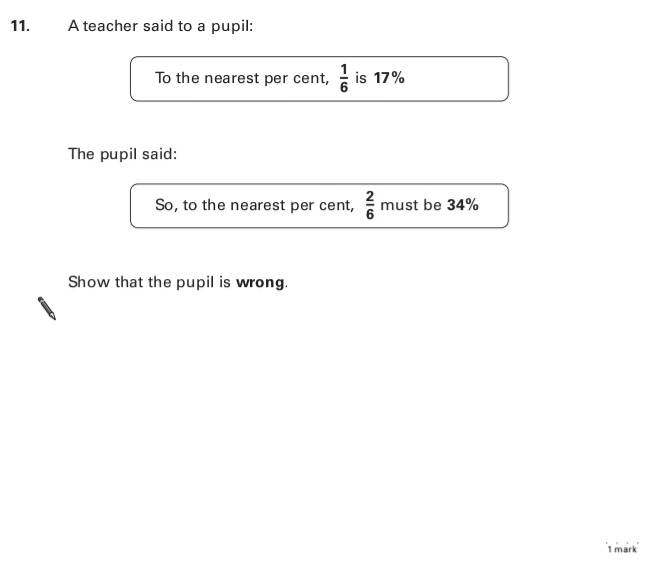 11. A teacher said to a pupil:
To the nearest per cent, 1/6 is 17%
The pupil said:
So, to the nearest per cent, 2/6 must be 34%
Show that the pupil is wrong.
1 mark